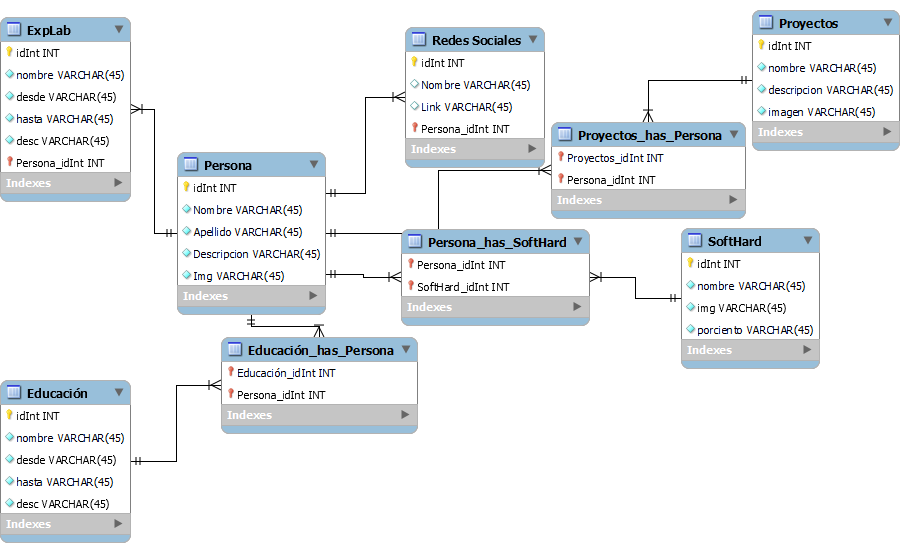 ExpLab
idInt INT
nombre VARCHAR(45)
desde VARCHAR(45)
hasta VARCHAR(45)
desc VARCHAR(45)
Persona_idInt INT
Indexes
Redes Sociales
idInt INT
Nombre VARCHAR(45)
Link VARCHAR(45)
Persona_idInt INT
Indexes
Proyectos
idInt INT
nombre VARCHAR(45)
descripcion VARCHAR(45)
imagen VARCHAR(45)
Indexes
Proyectos_has_Persona
Proyectos_idInt INT
Persona_idInt INT
Indexes
Persona
idInt INT
Nombre VARCHAR(45)
Apellido VARCHAR(45)
Descripcion VARCHAR(45)
Img VARCHAR(45)
Indexes
Persona_has_SoftHard
Persona_idInt INT
SoftHard_idInt INT
Indexes
SoftHard
idInt INT
nombre VARCHAR(45)
img VARCHAR(45)
porciento VARCHAR(45)
Indexes
Educación_has_Persona
Educación_idInt INT
Persona_idInt INT
Indexes
Educación
idInt INT
nombre VARCHAR(45)
desde VARCHAR(45)
hasta VARCHAR(45)
desc VARCHAR(45)
Indexes